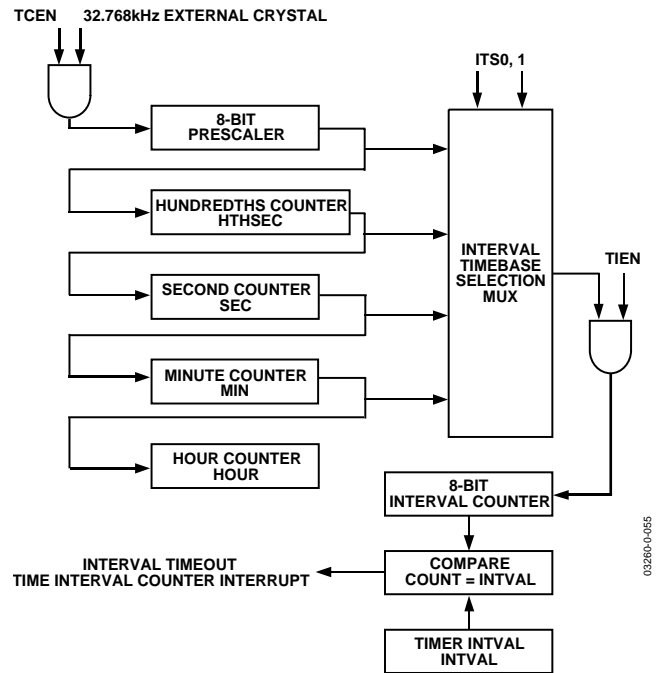 TCEN 32.768kHz EXTERNAL CRYSTAL
ITS0, 1
8-BIT
PRESCALER
HUNDREDTHS COUNTER
HTHSEC
INTERVAL
TIMEBASE
SELECTION
MUX
TIEN
SECOND COUNTER
SEC
MINUTE COUNTER
MIN
HOUR COUNTER
HOUR
8-BIT
INTERVAL COUNTER
INTERVAL TIMEOUT
TIME INTERVAL COUNTER INTERRUPT
COMPARE
COUNT = INTVAL
TIMER INTVAL
INTVAL
03260-0-055